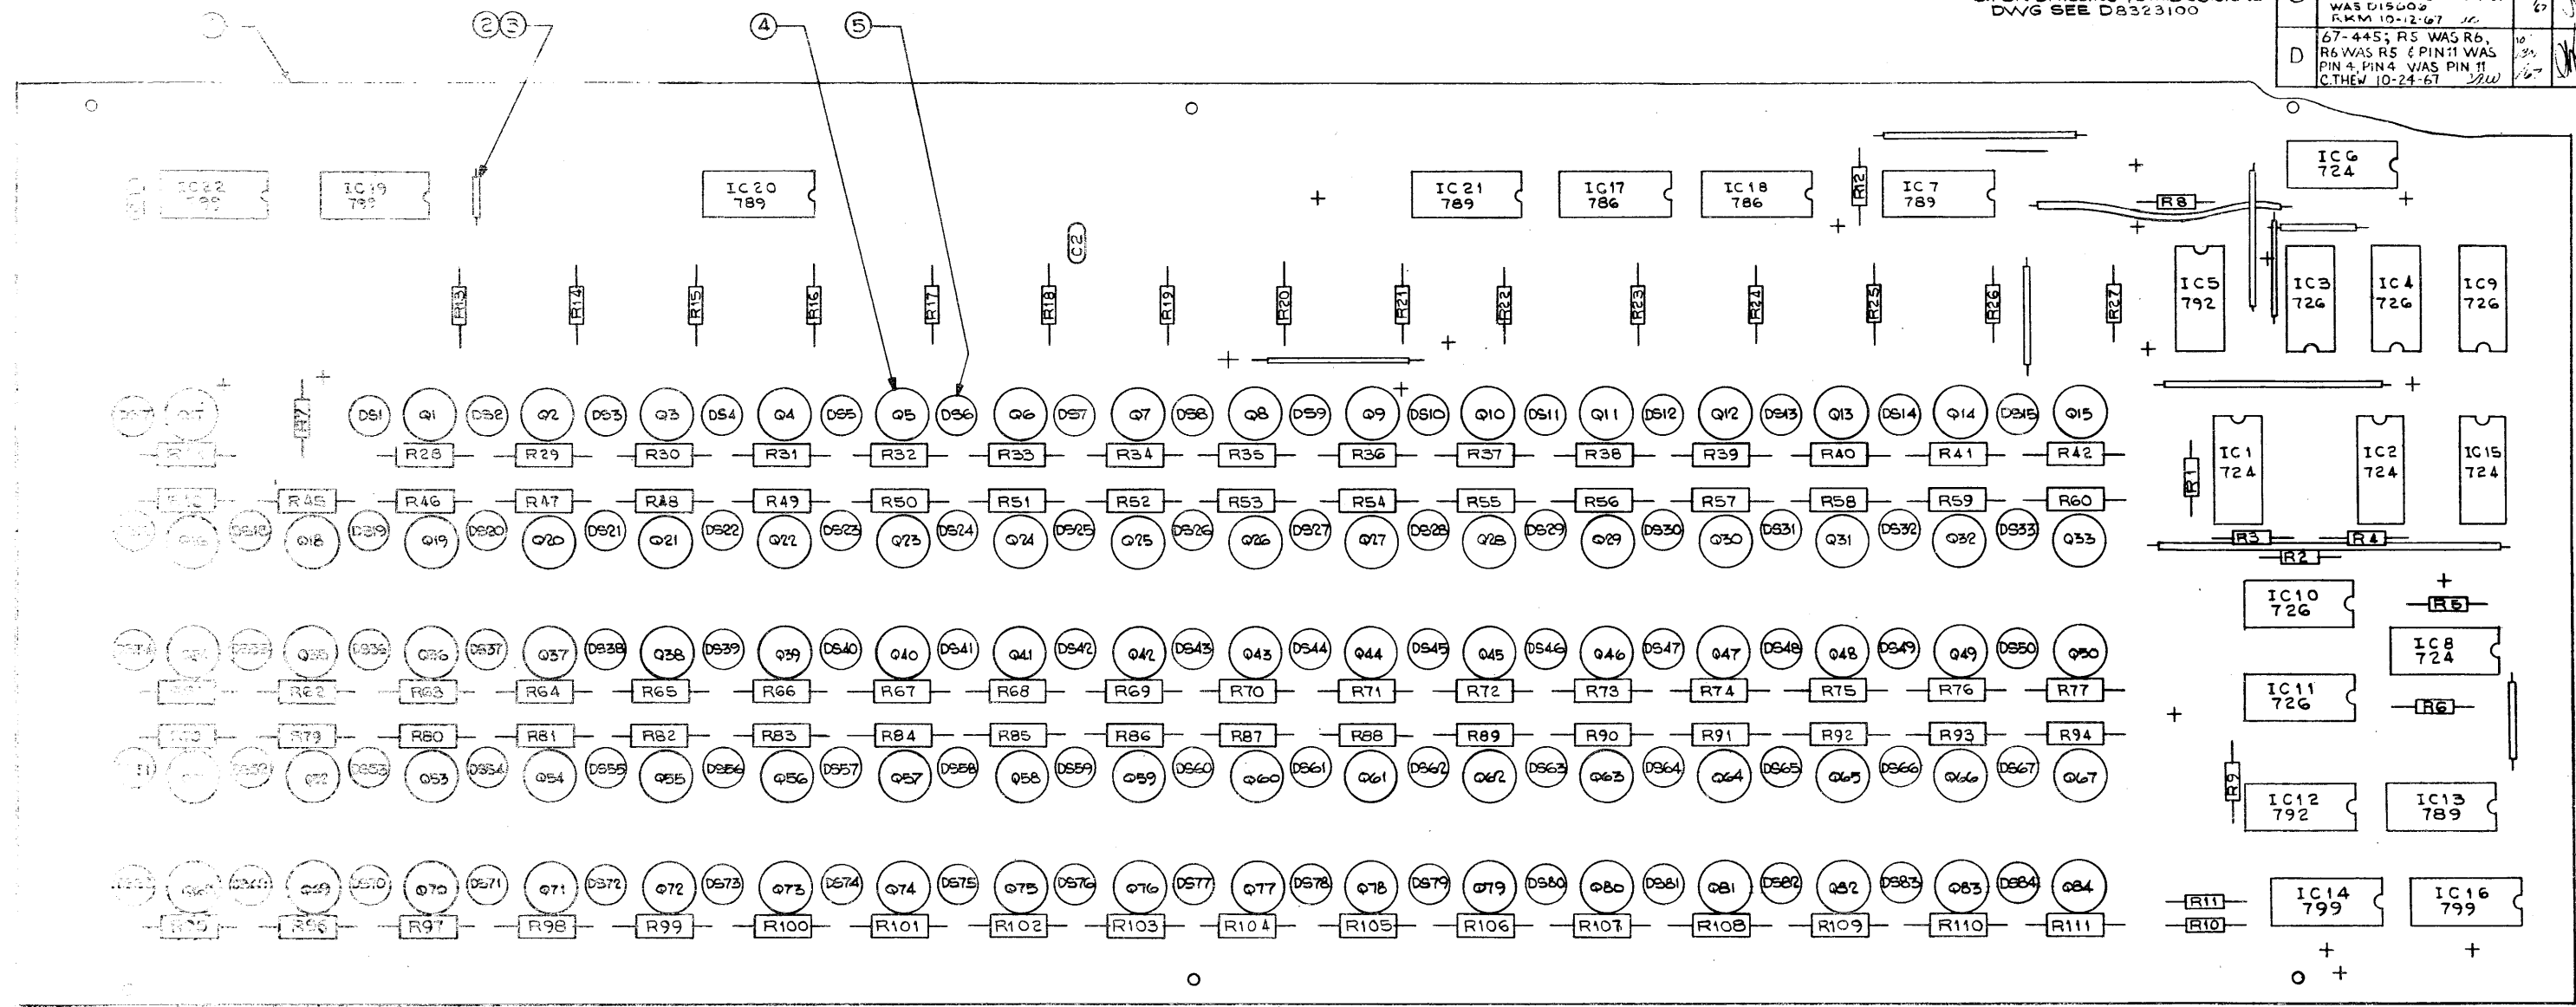 DWG SEE D8323100
WAS D15606
RKM 10-12-67
D
67-445; R5 WAS R6,
R6 WAS R5 & PIN 11 WAS
PIN 4, PIN 4 WAS PIN 11
C.THEW 10-24-67
2 3 4 5
IC22 IC19 IC20 IC21 IC17 IC18 R12 IC7 IC6
799 799 789 789 786 786 789 724
R8
C2
R13 R14 R15 R16 R17 R18 R19 R20 R21 R22 R23 R24 R25 R26 R27
IC5 IC3 IC4 IC9
792 726 726 726
DS1 Q1 DS2 Q2 DS3 Q3 DS4 Q4 DS5 Q5 DS6 Q6 DS7 Q7 DS8 Q8 DS9 Q9 DS10 Q10 DS11 Q11 DS12 Q12 DS13 Q13 DS14 Q14 DS15 Q15
R28 R29 R30 R31 R32 R33 R34 R35 R36 R37 R38 R39 R40 R41 R42
R1 IC1 IC2 IC15
724 724 724
R45 R46 R47 R48 R49 R50 R51 R52 R53 R54 R55 R56 R57 R58 R59 R60
DS18 Q18 DS19 Q19 DS20 Q20 DS21 Q21 DS22 Q22 DS23 Q23 DS24 Q24 DS25 Q25 DS26 Q26 DS27 Q27 DS28 Q28 DS29 Q29 DS30 Q30 DS31 Q31 DS32 Q32 DS33 Q33
R3 R4
R2
IC10 R5
726
IC8
724
Q35 DS36 Q36 DS37 Q37 DS38 Q38 DS39 Q39 DS40 Q40 DS41 Q41 DS42 Q42 DS43 Q43 DS44 Q44 DS45 Q45 DS46 Q46 DS47 Q47 DS48 Q48 DS49 Q49 DS50 Q50
R62 R63 R64 R65 R66 R67 R68 R69 R70 R71 R72 R73 R74 R75 R76 R77
IC11 R6
726
R79 R80 R81 R82 R83 R84 R85 R86 R87 R88 R89 R90 R91 R92 R93 R94
Q52 DS53 Q53 DS54 Q54 DS55 Q55 DS56 Q56 DS57 Q57 DS58 Q58 DS59 Q59 DS60 Q60 DS61 Q61 DS62 Q62 DS63 Q63 DS64 Q64 DS65 Q65 DS66 Q66 DS67 Q67
R9 IC12 IC13
792 789
Q69 DS70 Q70 DS71 Q71 DS72 Q72 DS73 Q73 DS74 Q74 DS75 Q75 DS76 Q76 DS77 Q77 DS78 Q78 DS79 Q79 DS80 Q80 DS81 Q81 DS82 Q82 DS83 Q83 DS84 Q84
R96 R97 R98 R99 R100 R101 R102 R103 R104 R105 R106 R107 R108 R109 R110 R111
R11 IC14 IC16
R10 799 799